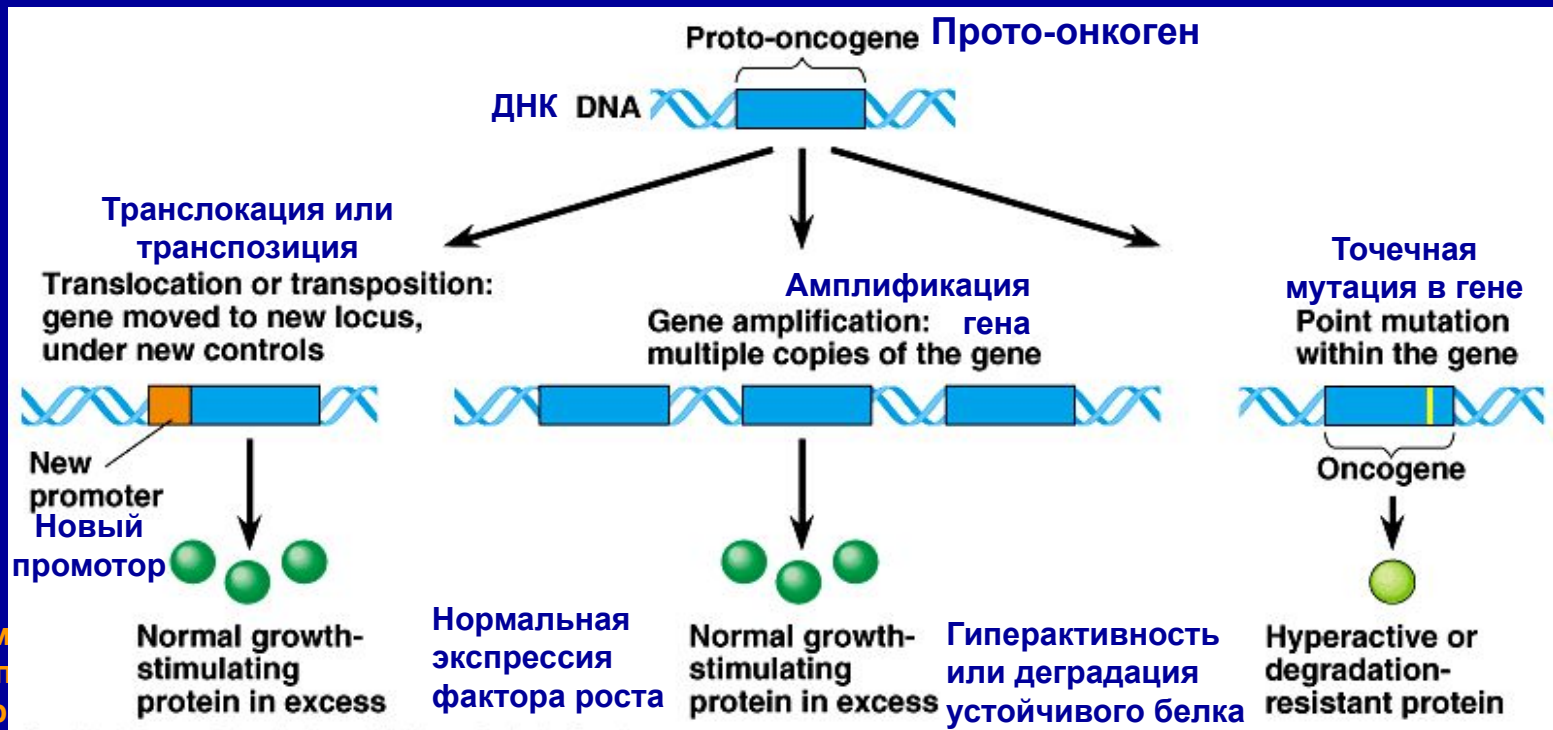 Proto-oncogene Прото-онкоген
ДНК DNA
Транслокация или
транспозиция
Translocation or transposition:
gene moved to new locus,
under new controls
Амплификация
гена
Gene amplification:
multiple copies of the gene
Точечная
мутация в гене
Point mutation
within the gene
New
promoter
Новый
промотор
Oncogene
Normal growth-
stimulating
protein in excess
Нормальная
экспрессия
фактора роста
Normal growth-
stimulating
protein in excess
Гиперактивность
или деградация
устойчивого белка
Hyperactive or
degradation-
resistant protein